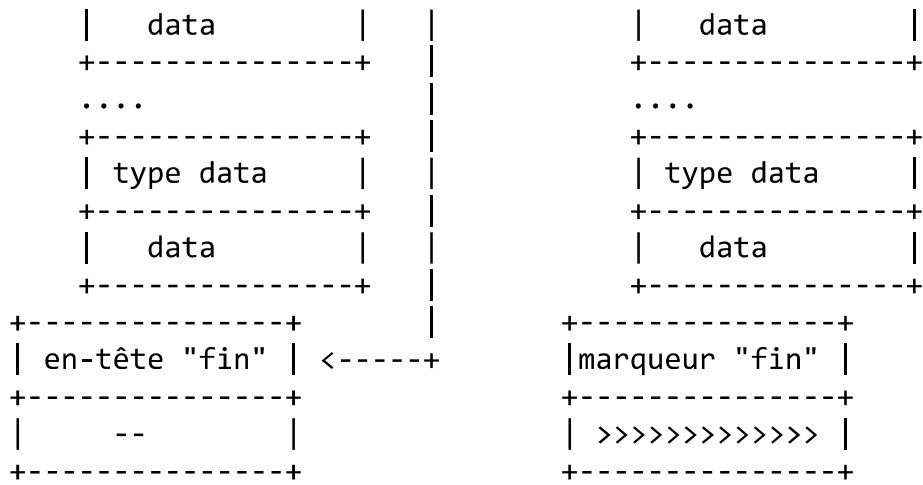 |   data        |   |           |   data        |
+---------------+   |           +---------------+
....                |           ....
+---------------+   |           +---------------+
| type data     |   |           | type data     |
+---------------+   |           +---------------+
|   data        |   |           |   data        |
+---------------+   |           +---------------+
+---------------+       |       +---------------+
| en-tête "fin" | <-----+       |marqueur "fin" |
+---------------+               +---------------+
|     --        |               | >>>>>>>>>>>>> |
+---------------+               +---------------+